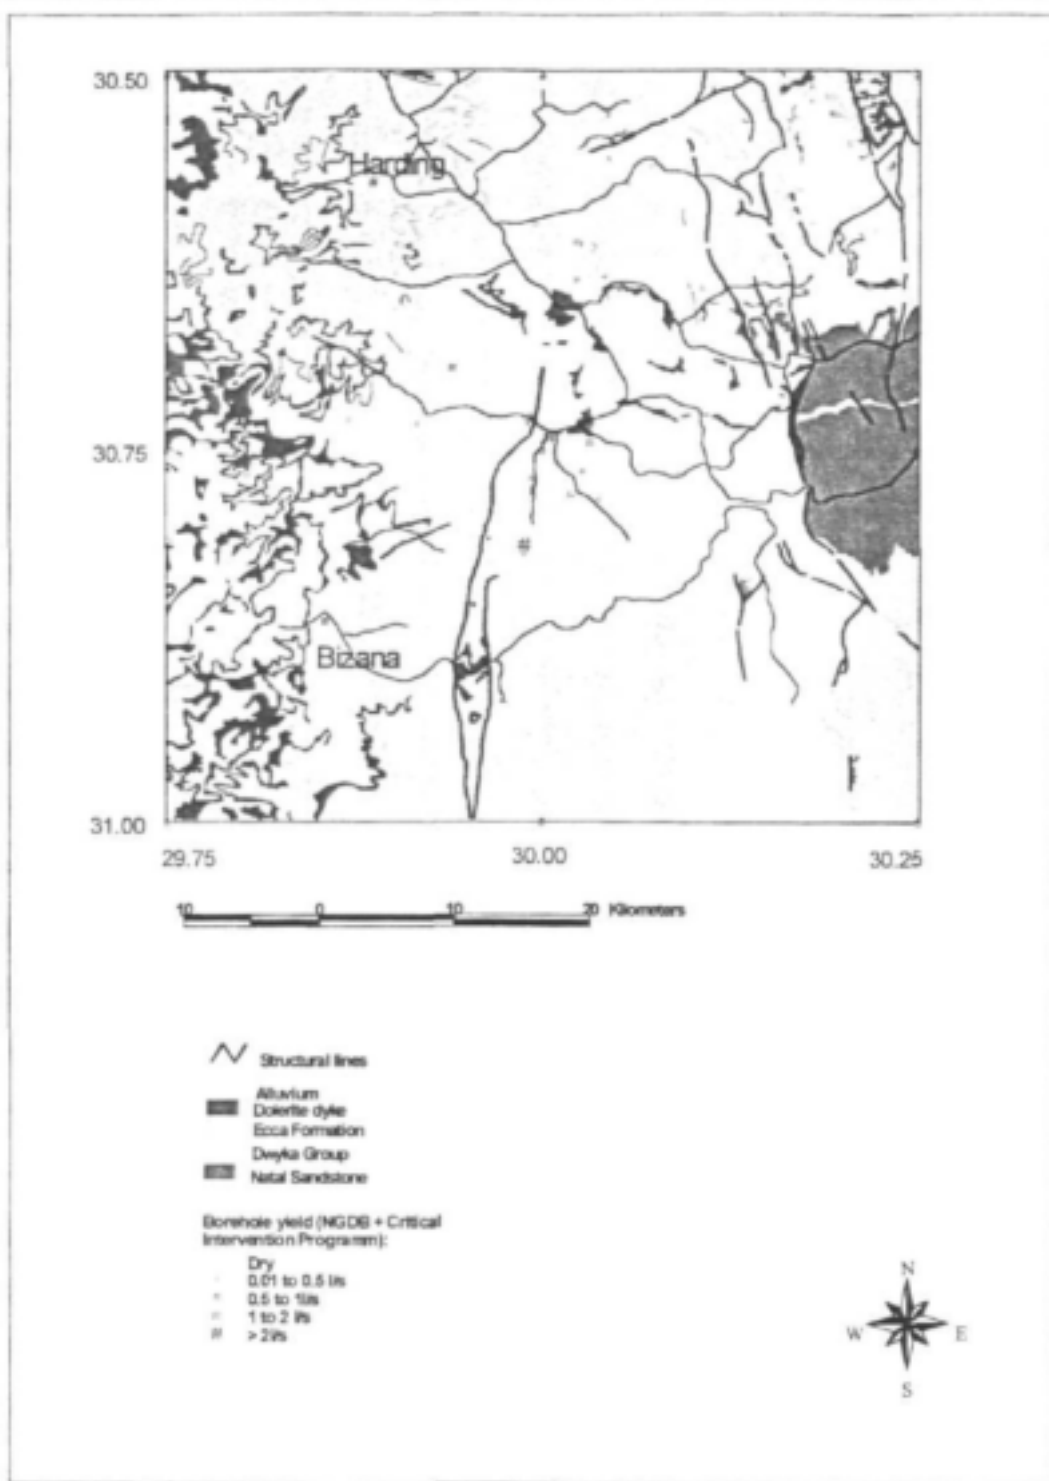 30.50
Harding
30.75
Bizana
31.00
29.75 30.00 30.25
10 0 10 20 Kilometers
Structural lines
Alluvium
Dolerite dyke
Ecca Formation
Dwyka Group
Natal Sandstone
Borehole yield (NGDB + Critical
Intervention Programm):
Dry
0.01 to 0.5 l/s
0.5 to 1l/s
1 to 2 l/s
# > 2l/s
N
W E
S